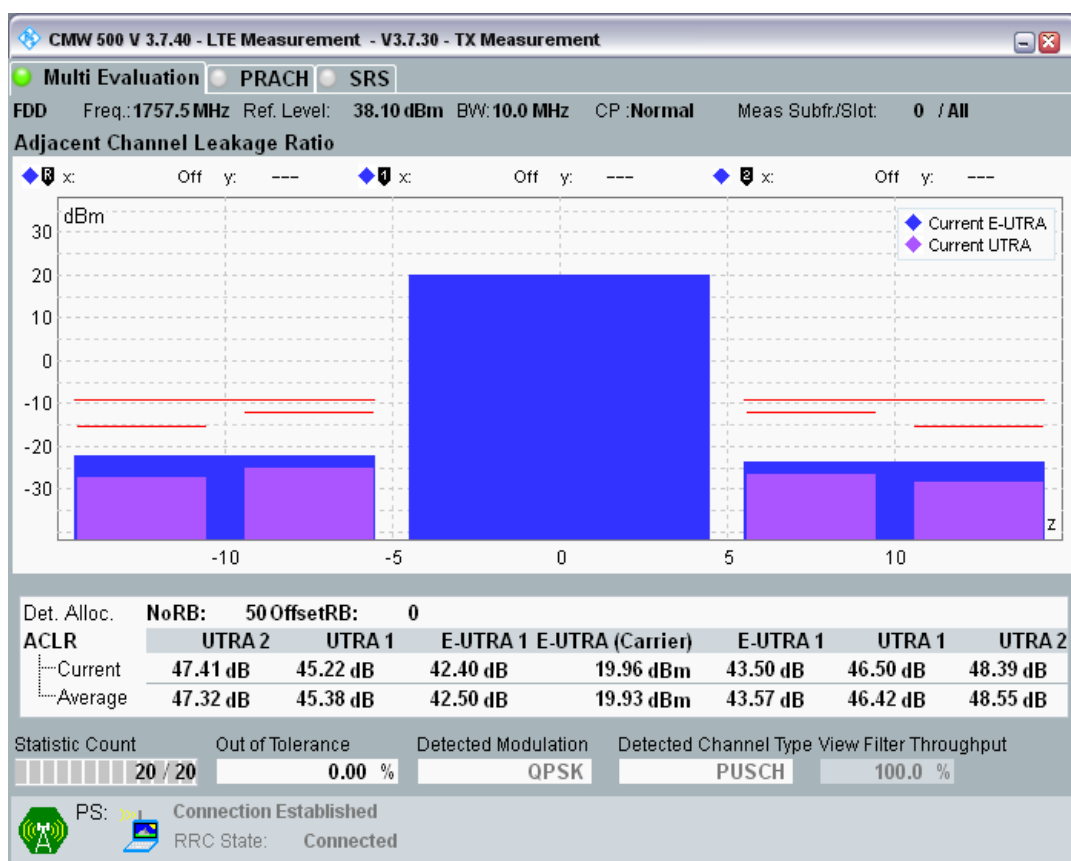 CMW 500 V 3.7.40 - LTE Measurement - V3.7.30 - TX Measurement
Multi Evaluation PRACH SRS
FDD Freq.: 1757.5 MHz Ref. Level: 38.10 dBm BW: 10.0 MHz CP :Normal Meas Subfr./Slot: 0 / All
Adjacent Channel Leakage Ratio
R x: Off y: --- 1 x: Off y: --- 2 x: Off y: ---
dBm
Current E-UTRA
Current UTRA
30
20
10
0
-10
-20
-30
z
-10 -5 0 5 10
Det. Alloc. NoRB: 50 OffsetRB: 0
ACLR UTRA 2 UTRA 1 E-UTRA 1 E-UTRA (Carrier) E-UTRA 1 UTRA 1 UTRA 2
Current 47.41 dB 45.22 dB 42.40 dB 19.96 dBm 43.50 dB 46.50 dB 48.39 dB
Average 47.32 dB 45.38 dB 42.50 dB 19.93 dBm 43.57 dB 46.42 dB 48.55 dB
Statistic Count Out of Tolerance Detected Modulation Detected Channel Type View Filter Throughput
20 / 20 0.00 % QPSK PUSCH 100.0 %
PS: Connection Established
RRC State: Connected